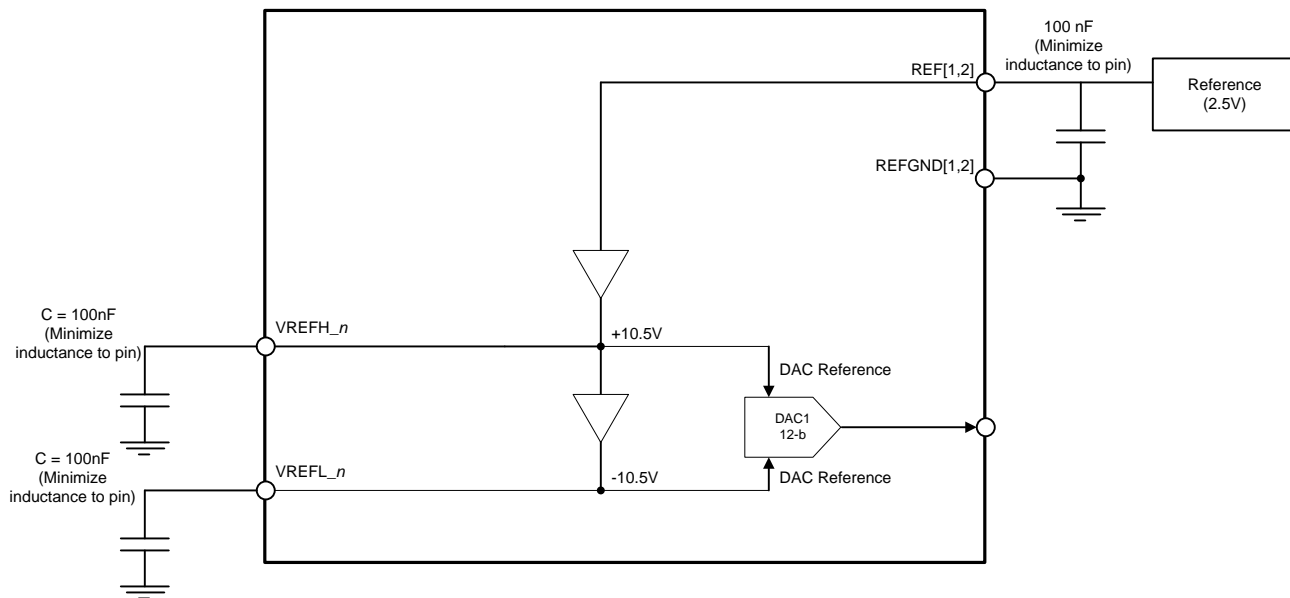 100 nF
(Minimize
inductance to pin)
REF[1,2]
Reference
(2.5V)
REFGND[1,2]
C = 100nF
(Minimize
inductance to pin)
VREFH_n
+10.5V
DAC Reference
DAC1
12-b
C = 100nF
(Minimize
inductance to pin)
VREFL_n
-10.5V
DAC Reference